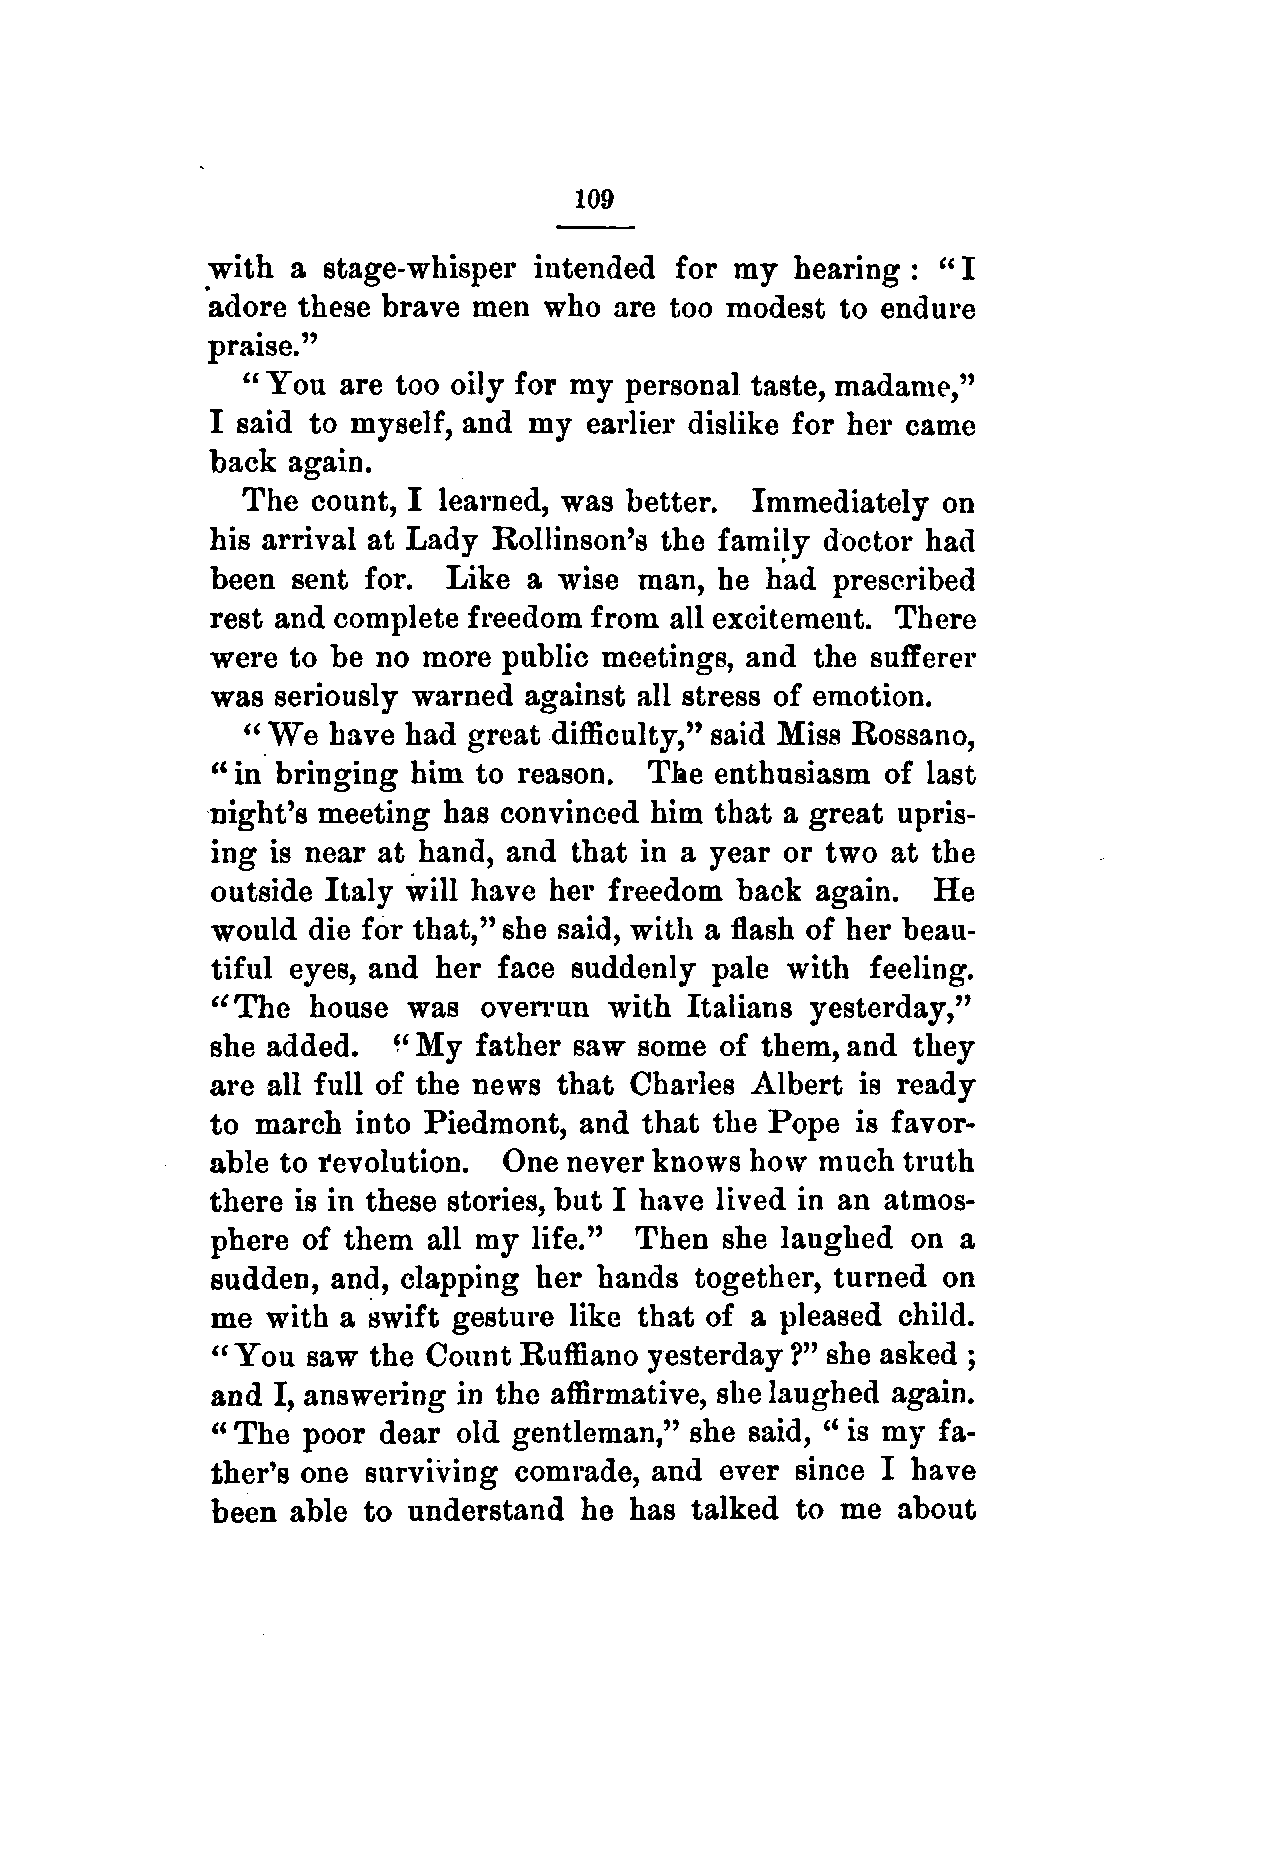 109
with a stage-whisper intended for my hearing : "I
adore these brave men who are too modest to endure
praise."
"You are too oily for my personal taste, madame,"
I said to myself, and my earlier dislike for her came
back again.
The count, I learned, was better. Immediately on
his arrival at Lady Rollinson's the family doctor had
been sent for. Like a wise man, he had prescribed
rest and complete freedom from all excitement. There
were to be no more public meetings, and the sufferer
was seriously warned against all stress of emotion.
"We have had great difficulty," said Miss Rossano,
"in bringing him to reason. The enthusiasm of last
night's meeting has convinced him that a great upris-
ing is near at hand, and that in a year or two at the
outside Italy will have her freedom back again. He
would die for that," she said, with a flash of her beau-
tiful eyes, and her face suddenly pale with feeling.
"The house was overrun with Italians yesterday,"
she added. "My father saw some of them, and they
are all full of the news that Charles Albert is ready
to march into Piedmont, and that the Pope is favor-
able to revolution. One never knows how much truth
there is in these stories, but I have lived in an atmos-
phere of them all my life." Then she laughed on a
sudden, and, clapping her hands together, turned on
me with a swift gesture like that of a pleased child.
"You saw the Count Ruffiano yesterday?" she asked ;
and I, answering in the affirmative, she laughed again.
"The poor dear old gentleman," she said, "is my fa-
ther's one surviving comrade, and ever since I have
been able to understand he has talked to me about